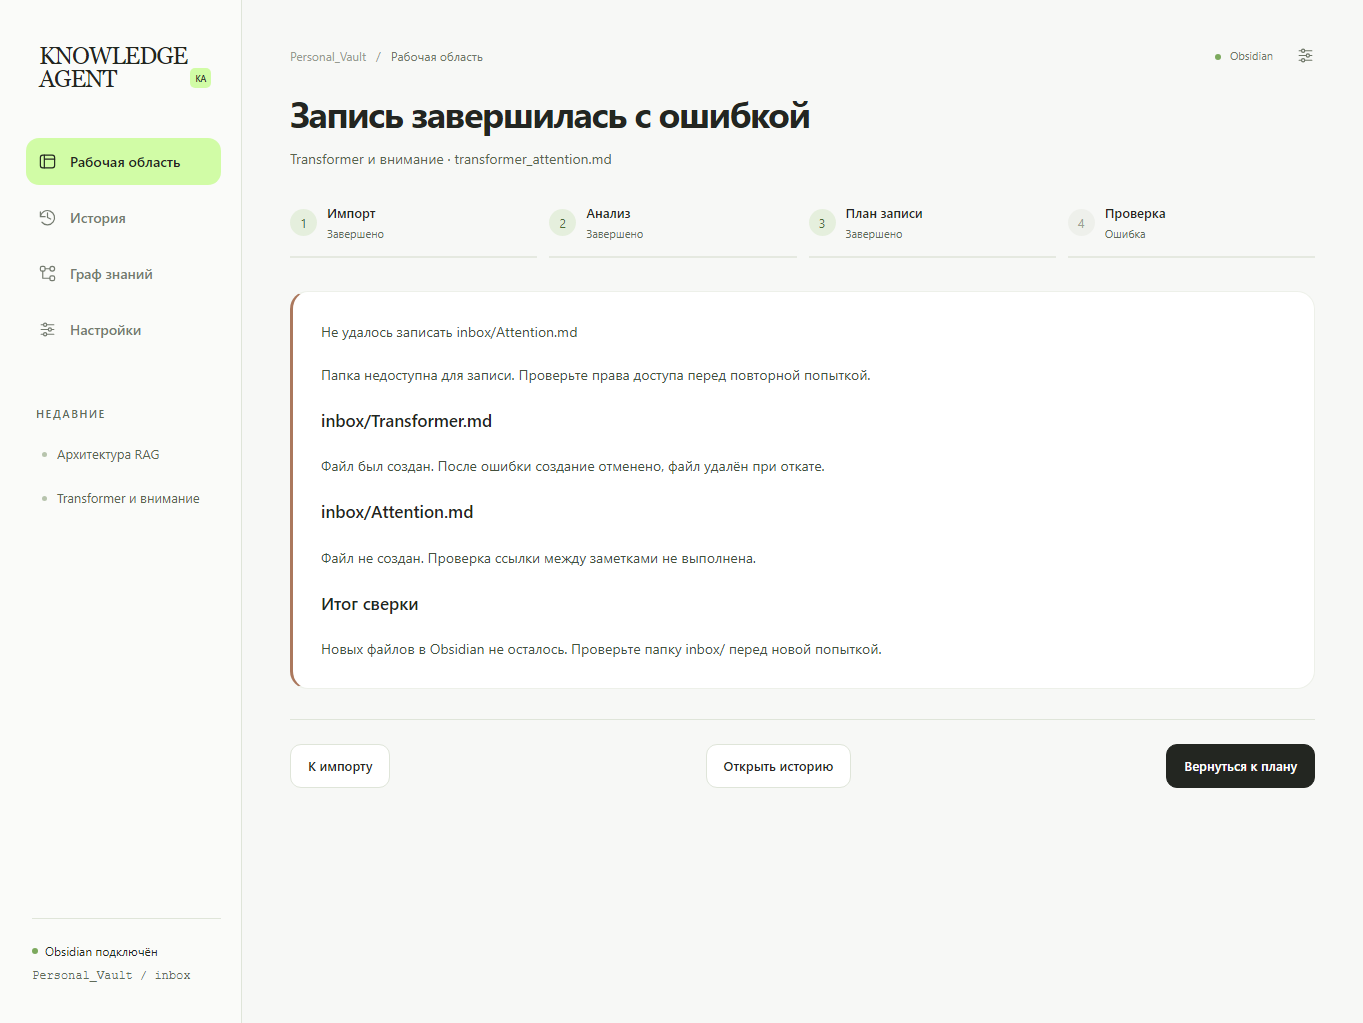 KNOWLEDGE
AGENT
KA
Рабочая область
История
Граф знаний
Настройки
НЕДАВНИЕ
Архитектура RAG
Transformer и внимание
Obsidian подключён
Personal_Vault / inbox
Personal_Vault / Рабочая область
Obsidian
Запись завершилась с ошибкой
Transformer и внимание · transformer_attention.md
1
Импорт
Завершено
2
Анализ
Завершено
3
План записи
Завершено
4
Проверка
Ошибка
Не удалось записать inbox/Attention.md
Папка недоступна для записи. Проверьте права доступа перед повторной попыткой.
inbox/Transformer.md
Файл был создан. После ошибки создание отменено, файл удалён при откате.
inbox/Attention.md
Файл не создан. Проверка ссылки между заметками не выполнена.
Итог сверки
Новых файлов в Obsidian не осталось. Проверьте папку inbox/ перед новой попыткой.
К импорту
Открыть историю
Вернуться к плану